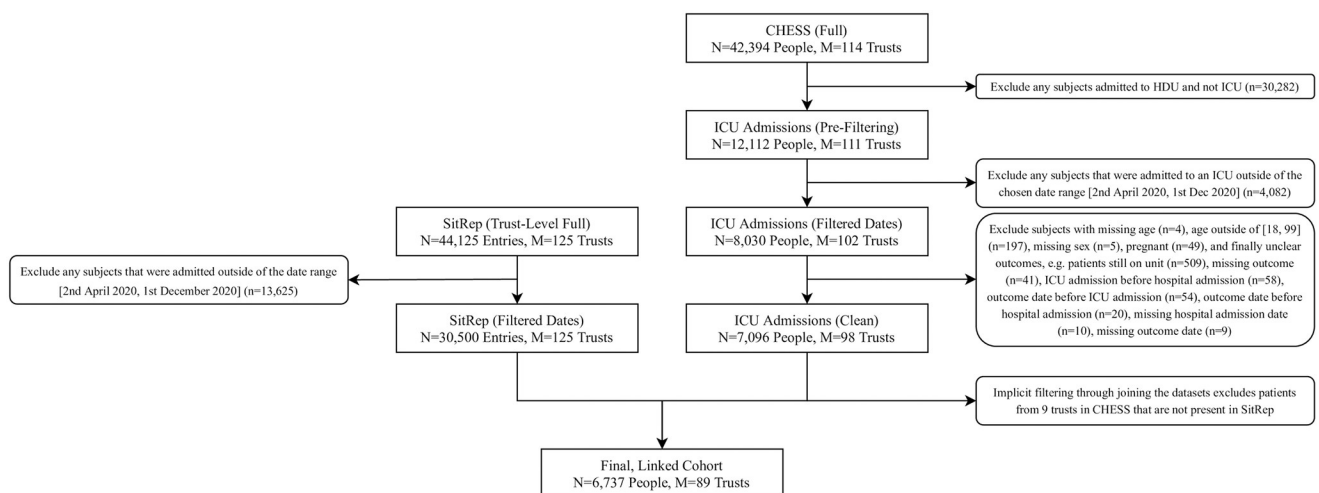 CHESS (Full)
N=42,394 People, M=114 Trusts
Exclude any subjects admitted to HDU and not ICU (n=30,282)
ICU Admissions (Pre-Filtering)
N=12,112 People, M=111 Trusts
Exclude any subjects that were admitted to an ICU outside of the
chosen date range [2nd April 2020, 1st Dec 2020] (n=4,082)
SitRep (Trust-Level Full)
N=44,125 Entries, M=125 Trusts
ICU Admissions (Filtered Dates)
N=8,030 People, M=102 Trusts
Exclude subjects with missing age (n=4), age outside of [18, 99]
(n=197), missing sex (n=5), pregnant (n=49), and finally unclear
outcomes, e.g. patients still on unit (n=509), missing outcome
(n=41), ICU admission before hospital admission (n=58),
outcome date before ICU admission (n=54), outcome date before
hospital admission (n=20), missing hospital admission date
(n=10), missing outcome date (n=9)
Exclude any subjects that were admitted outside of the date range
[2nd April 2020, 1st December 2020] (n=13,625)
SitRep (Filtered Dates)
N=30,500 Entries, M=125 Trusts
ICU Admissions (Clean)
N=7,096 People, M=98 Trusts
Implicit filtering through joining the datasets excludes patients
from 9 trusts in CHESS that are not present in SitRep
Final, Linked Cohort
N=6,737 People, M=89 Trusts